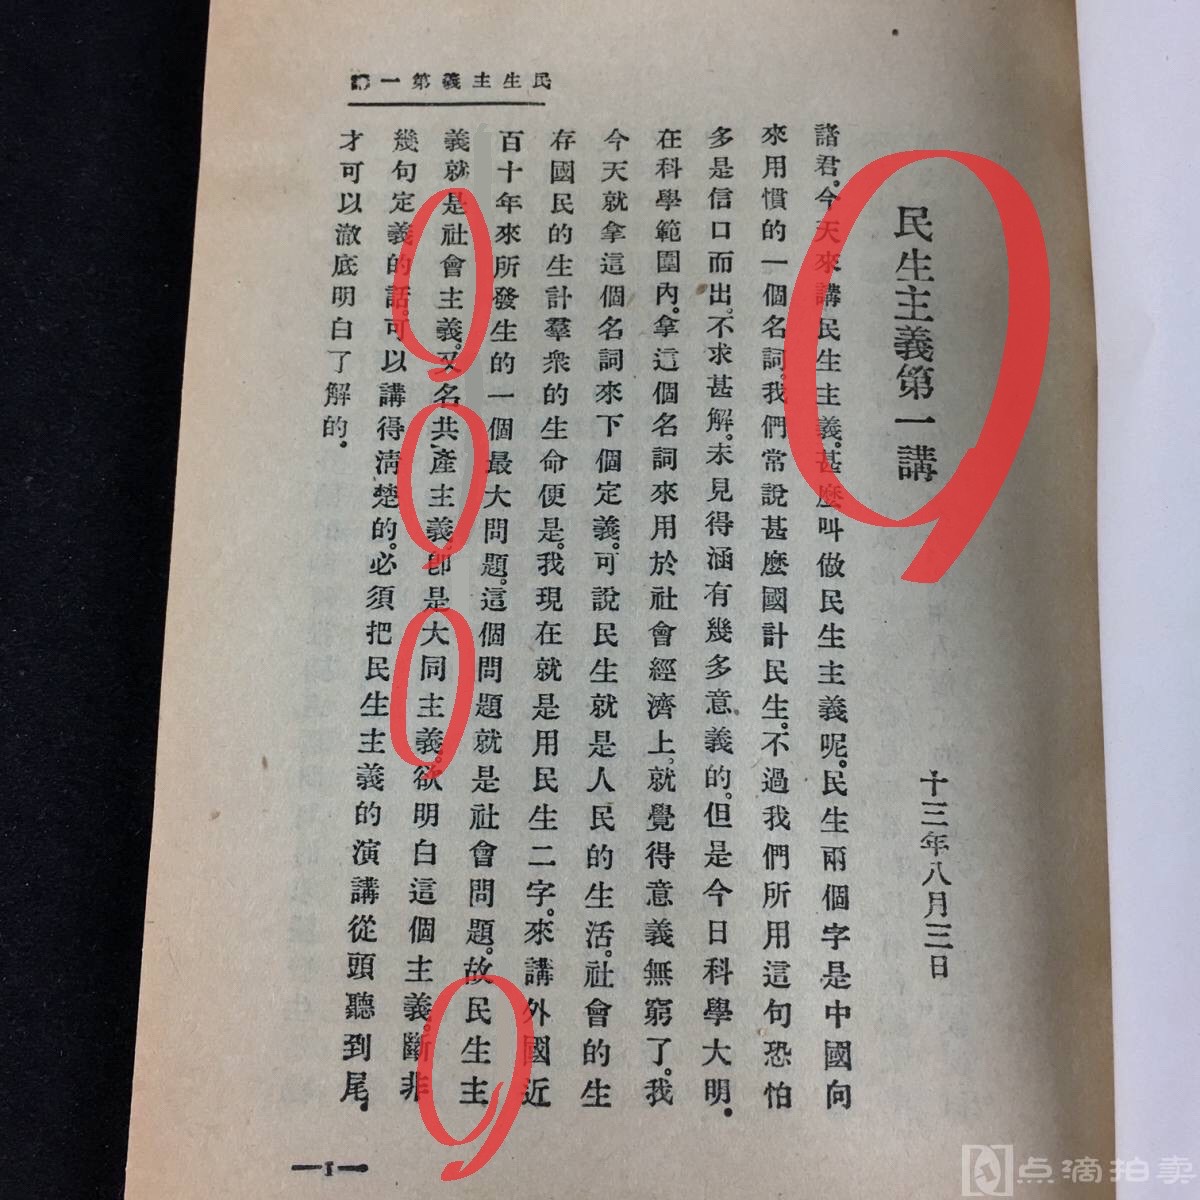 民生主義第一講
民生主義第一講
十三年八月三日
諸君。今天來講民生主義。甚麼叫做民生主義呢。民生兩個字是中國向
來用慣的一個名詞。我們常說甚麼國計民生。不過我們所用這句恐怕
多是信口而出。不求甚解。未見得涵有幾多意義的。但是今日科學大明。
在科學範圍內。拿這個名詞來用於社會經濟上。就覺得意義無窮了。我
今天就拿這個名詞來下個定義。可說民生就是人民的生活。社會的生
存國民的生計羣衆的生命便是。我現在就是用民生二字。來講外國近
百十年來所發生的一個最大問題。這個問題就是社會問題。故民生主
義就是社會主義。又名共產主義。卽是大同主義。欲明白這個主義。斷非
幾句定義的話。可以講得淸楚的。必須把民生主義的演講從頭聽到尾。
才可以澈底明白了解的。
1
点滴拍卖